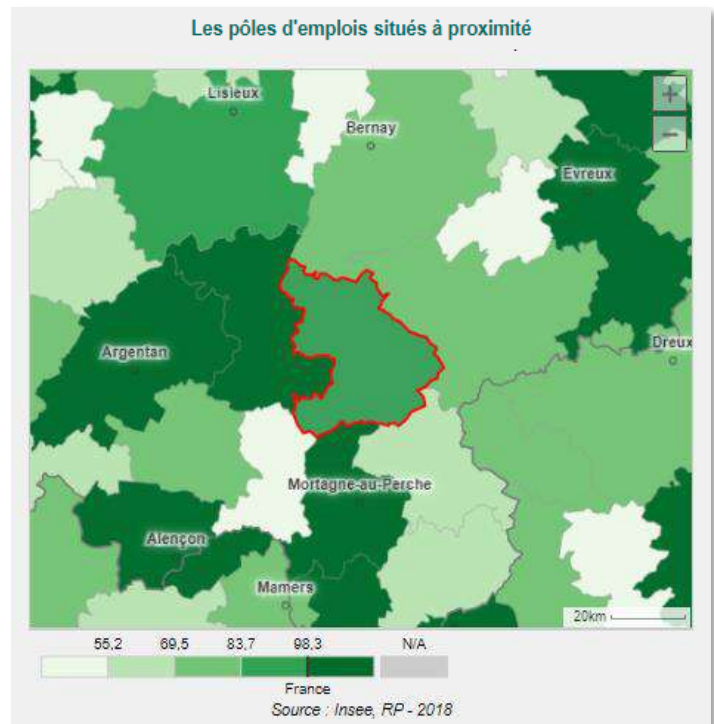 Les pôles d'emplois situés à proximité
+
−
Lisieux
Bernay
Evreux
Argentan
Dreux
Mortagne-au-Perche
Alençon
Mamers
20km
55,2 69,5 83,7 98,3 N/A
France
Source : Insee, RP - 2018